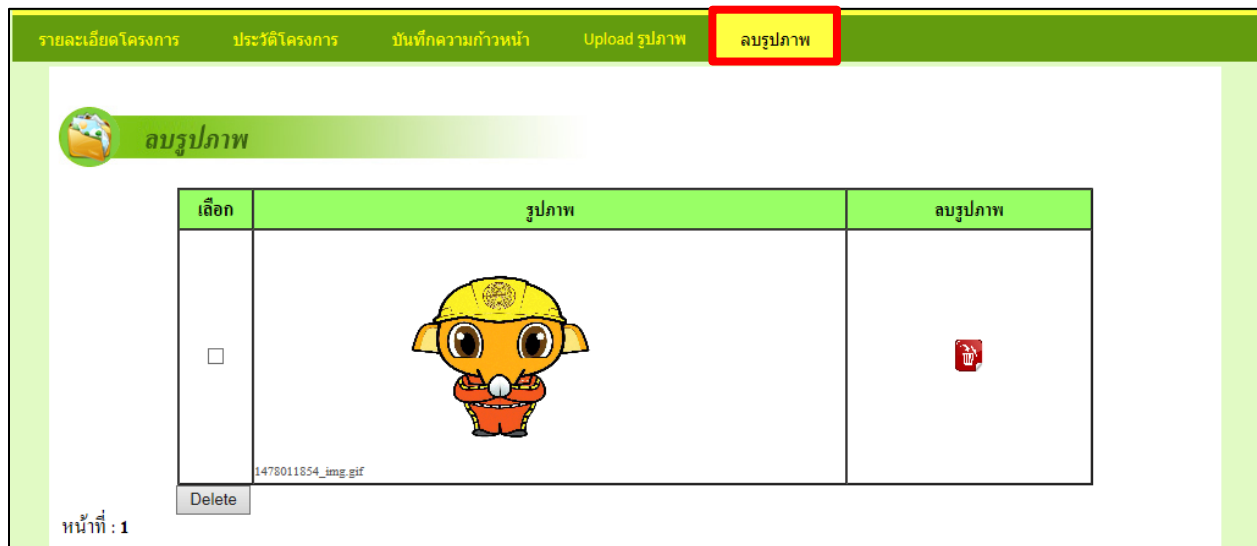 รายละเอียดโครงการ ประวัติโครงการ บันทึกความก้าวหน้า Upload รูปภาพ ลบรูปภาพ
ลบรูปภาพ
เลือก รูปภาพ ลบรูปภาพ
1478011854_img.gif
Delete
หน้าที่ : 1